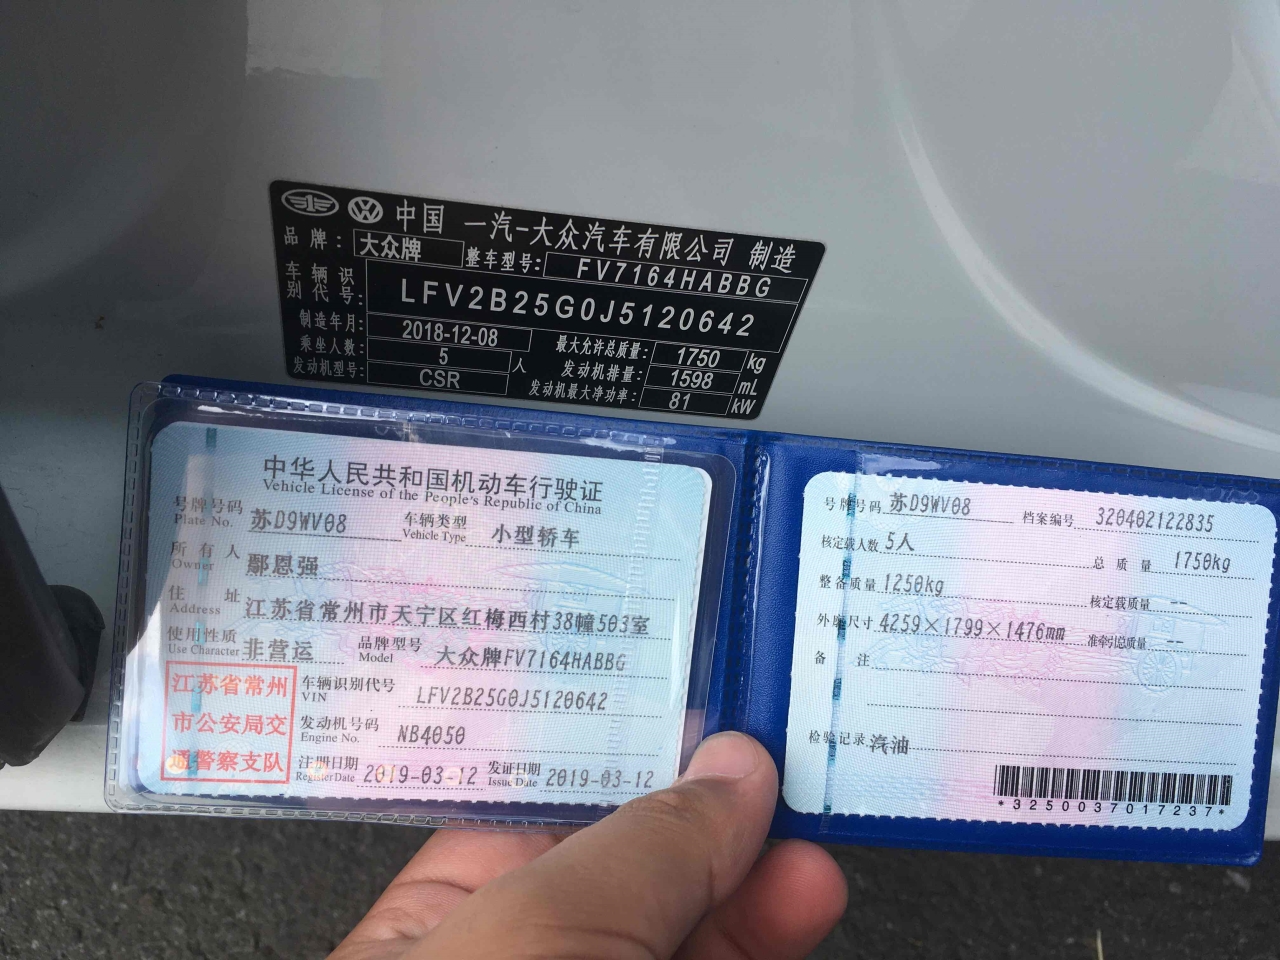 中国 一汽-大众汽车有限公司 制造
品牌: 大众牌 整车型号: FV7164HABBG
车辆识别代号: LFV2B25G0J5120642
制造年月: 2018-12-08 最大允许总质量: 1750 kg
乘坐人数: 5 人 发动机排量: 1598 mL
发动机型号: CSR 发动机最大净功率: 81 kW
中华人民共和国机动车行驶证
Vehicle License of the People's Republic of China
号牌号码 苏D9WV08 车辆类型 小型轿车
Plate No. Vehicle Type
所有人 鄢恩强
Owner
住址 江苏省常州市天宁区红梅西村38幢503室
Address
使用性质 非营运 品牌型号 大众牌FV7164HABBG
Use Character Model
江苏省常州
市公安局交
通警察支队
车辆识别代号 LFV2B25G0J5120642
VIN
发动机号码 NB4050
Engine No.
注册日期 2019-03-12 发证日期 2019-03-12
Register Date Issue Date
号牌号码 苏D9WV08 档案编号 320402122835
核定载人数 5人 总质量 1750kg
整备质量 1250kg 核定载质量 --
外廓尺寸 4259×1799×1476mm 准牵引总质量 --
备注
检验记录 汽油
*3250037017237*